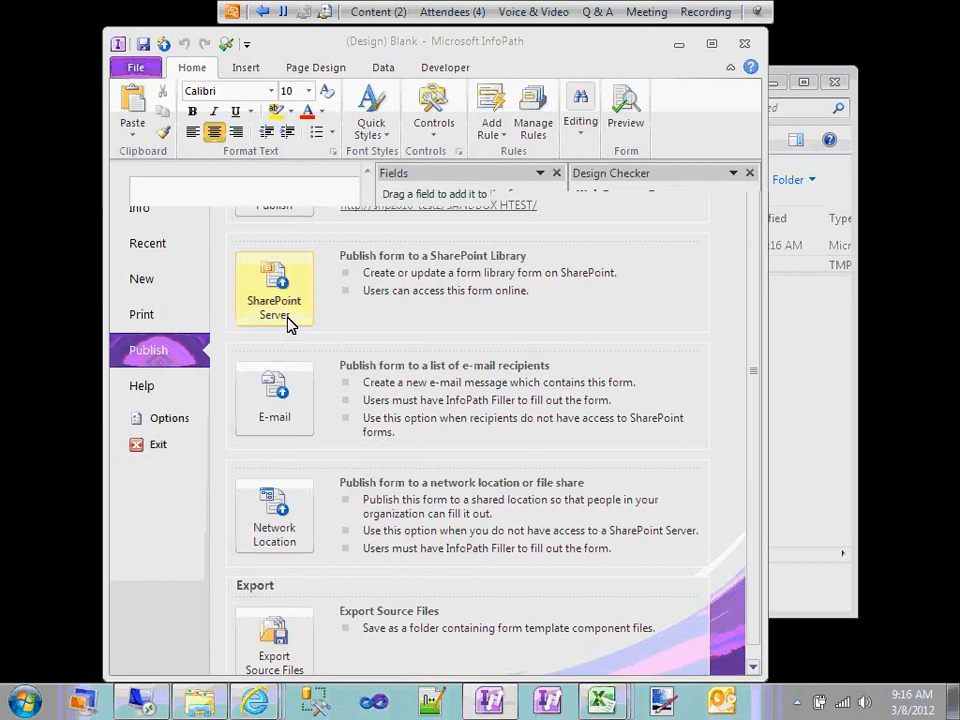 Content (2) Attendees (4) Voice & Video Q & A Meeting Recording
(Design) Blank - Microsoft InfoPath
File Home Insert Page Design Data Developer
Calibri 10
Paste
B I U A
Quick Styles
Controls
Add Rule
Manage Rules
Editing
Preview
Clipboard Format Text Font Styles Controls Rules Form
Fields
Design Checker
Drag a field to add it to
Folder
Type
9:16 AM Micr
TMP
Info
Recent
New
Print
Publish
Help
Options
Exit
Publish
SharePoint
Server
Publish form to a SharePoint Library
Create or update a form library form on SharePoint.
Users can access this form online.
E-mail
Publish form to a list of e-mail recipients
Create a new e-mail message which contains this form.
Users must have InfoPath Filler to fill out the form.
Use this option when recipients do not have access to SharePoint
forms.
Network
Location
Publish form to a network location or file share
Publish this form to a shared location so that people in your
organization can fill it out.
Use this option when you do not have access to a SharePoint Server.
Users must have InfoPath Filler to fill out the form.
Export
Export
Source Files
Export Source Files
Save as a folder containing form template component files.
9:16 AM
3/8/2012